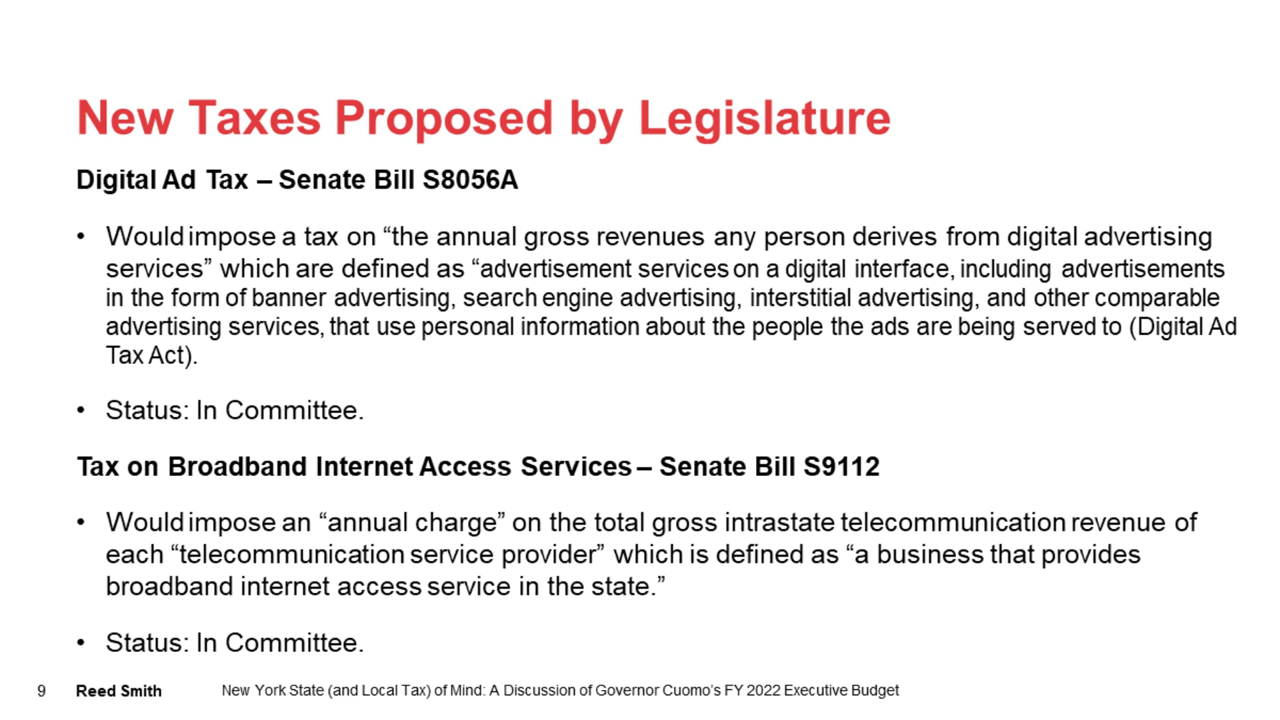 New Taxes Proposed by Legislature
Digital Ad Tax – Senate Bill S8056A
• Would impose a tax on “the annual gross revenues any person derives from digital advertising
services” which are defined as “advertisement services on a digital interface, including advertisements
in the form of banner advertising, search engine advertising, interstitial advertising, and other comparable
advertising services, that use personal information about the people the ads are being served to (Digital Ad
Tax Act).
• Status: In Committee.
Tax on Broadband Internet Access Services – Senate Bill S9112
• Would impose an “annual charge” on the total gross intrastate telecommunication revenue of
each “telecommunication service provider” which is defined as “a business that provides
broadband internet access service in the state.”
• Status: In Committee.
9 Reed Smith New York State (and Local Tax) of Mind: A Discussion of Governor Cuomo’s FY 2022 Executive Budget